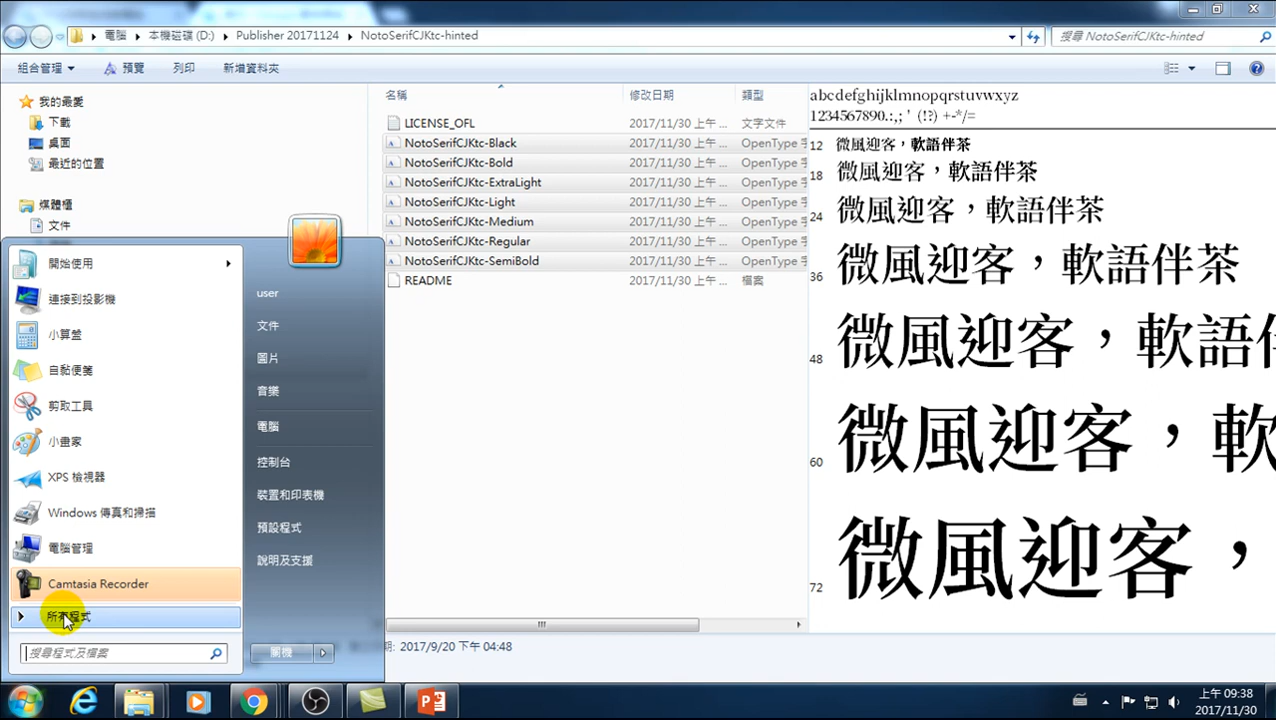 電腦 ▸ 本機磁碟 (D:) ▸ Publisher 20171124 ▸ NotoSerifCJKtc-hinted
搜尋 NotoSerifCJKtc-hinted
組合管理 預覽 列印 新增資料夾
我的最愛
下載
桌面
最近的位置
媒體櫃
文件
名稱 修改日期 類型
LICENSE_OFL 2017/11/30 上午 ... 文字文件
NotoSerifCJKtc-Black 2017/11/30 上午 ... OpenType 字
NotoSerifCJKtc-Bold 2017/11/30 上午 ... OpenType 字
NotoSerifCJKtc-ExtraLight 2017/11/30 上午 ... OpenType 字
NotoSerifCJKtc-Light 2017/11/30 上午 ... OpenType 字
NotoSerifCJKtc-Medium 2017/11/30 上午 ... OpenType 字
NotoSerifCJKtc-Regular 2017/11/30 上午 ... OpenType 字
NotoSerifCJKtc-SemiBold 2017/11/30 上午 ... OpenType 字
README 2017/11/30 上午 ... 檔案
abcdefghijklmnopqrstuvwxyz
1234567890.:,; ' (!?) +-*/=
12 微風迎客，軟語伴茶
18 微風迎客，軟語伴茶
24 微風迎客，軟語伴茶
36 微風迎客，軟語伴茶
48 微風迎客，軟語
60 微風迎客，軟
72 微風迎客，
開始使用
連接到投影機
小算盤
自黏便箋
剪取工具
小畫家
XPS 檢視器
Windows 傳真和掃描
電腦管理
Camtasia Recorder
所有程式
搜尋程式及檔案
user
文件
圖片
音樂
電腦
控制台
裝置和印表機
預設程式
說明及支援
關機
2017/9/20 下午 04:48
上午 09:38
2017/11/30